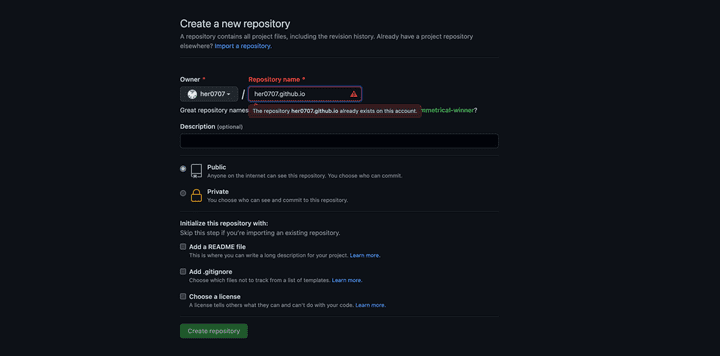 Create a new repository
A repository contains all project files, including the revision history. Already have a project repository
elsewhere? Import a repository.
Owner *
Repository name *
her0707
/
her0707.github.io
Great repository names
mmetrical-winner?
The repository her0707.github.io already exists on this account.
Description (optional)
Public
Anyone on the internet can see this repository. You choose who can commit.
Private
You choose who can see and commit to this repository.
Initialize this repository with:
Skip this step if you're importing an existing repository.
Add a README file
This is where you can write a long description for your project. Learn more.
Add .gitignore
Choose which files not to track from a list of templates. Learn more.
Choose a license
A license tells others what they can and can't do with your code. Learn more.
Create repository